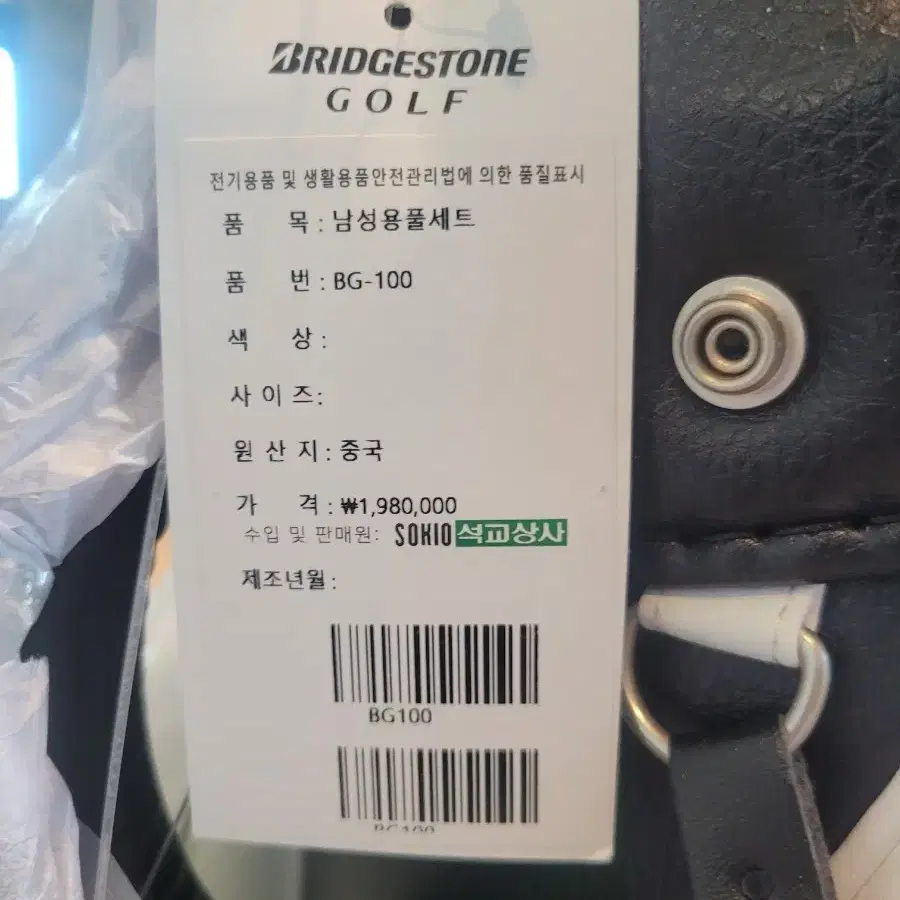 BRIDGESTONE
GOLF
전기용품 및 생활용품안전관리법에 의한 품질표시
품 목 : 남성용풀세트
품 번 : BG-100
색 상 :
사 이 즈 :
원 산 지 : 중국
가 격 : ₩1,980,000
수입 및 판매원: SOKIO 석교상사
제조년월 :
BG100
BG100